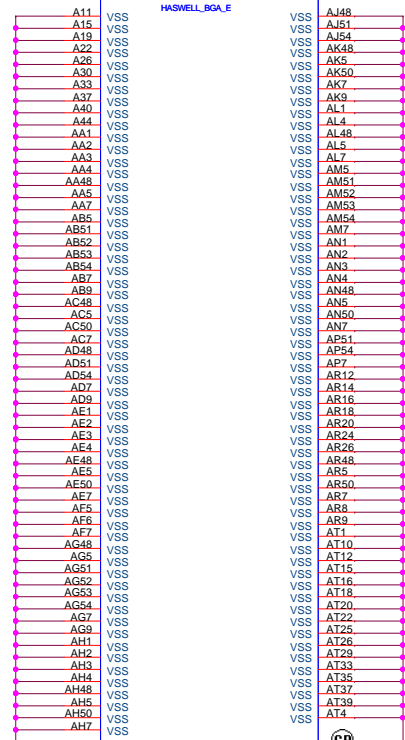 HASWELL_BGA_E
A11 VSS VSS AJ48
A15 VSS VSS AJ51
A19 VSS VSS AJ54
A22 VSS VSS AK48
A26 VSS VSS AK5
A30 VSS VSS AK50
A33 VSS VSS AK7
A37 VSS VSS AK9
A40 VSS VSS AL1
A44 VSS VSS AL4
AA1 VSS VSS AL48
AA2 VSS VSS AL5
AA3 VSS VSS AL7
AA4 VSS VSS AM5
AA48 VSS VSS AM51
AA5 VSS VSS AM52
AA7 VSS VSS AM53
AB5 VSS VSS AM54
AB51 VSS VSS AM7
AB52 VSS VSS AN1
AB53 VSS VSS AN2
AB54 VSS VSS AN3
AB7 VSS VSS AN4
AB9 VSS VSS AN48
AC48 VSS VSS AN5
AC5 VSS VSS AN50
AC50 VSS VSS AN7
AC7 VSS VSS AP51
AD48 VSS VSS AP54
AD51 VSS VSS AP7
AD54 VSS VSS AR12
AD7 VSS VSS AR14
AD9 VSS VSS AR16
AE1 VSS VSS AR18
AE2 VSS VSS AR20
AE3 VSS VSS AR24
AE4 VSS VSS AR26
AE48 VSS VSS AR48
AE5 VSS VSS AR5
AE50 VSS VSS AR50
AE7 VSS VSS AR7
AF5 VSS VSS AR8
AF6 VSS VSS AR9
AF7 VSS VSS AT1
AG48 VSS VSS AT10
AG5 VSS VSS AT12
AG51 VSS VSS AT15
AG52 VSS VSS AT16
AG53 VSS VSS AT18
AG54 VSS VSS AT20
AG7 VSS VSS AT22
AG9 VSS VSS AT25
AH1 VSS VSS AT26
AH2 VSS VSS AT29
AH3 VSS VSS AT33
AH4 VSS VSS AT35
AH48 VSS VSS AT37
AH5 VSS VSS AT39
AH50 VSS VSS AT4
AH7 VSS